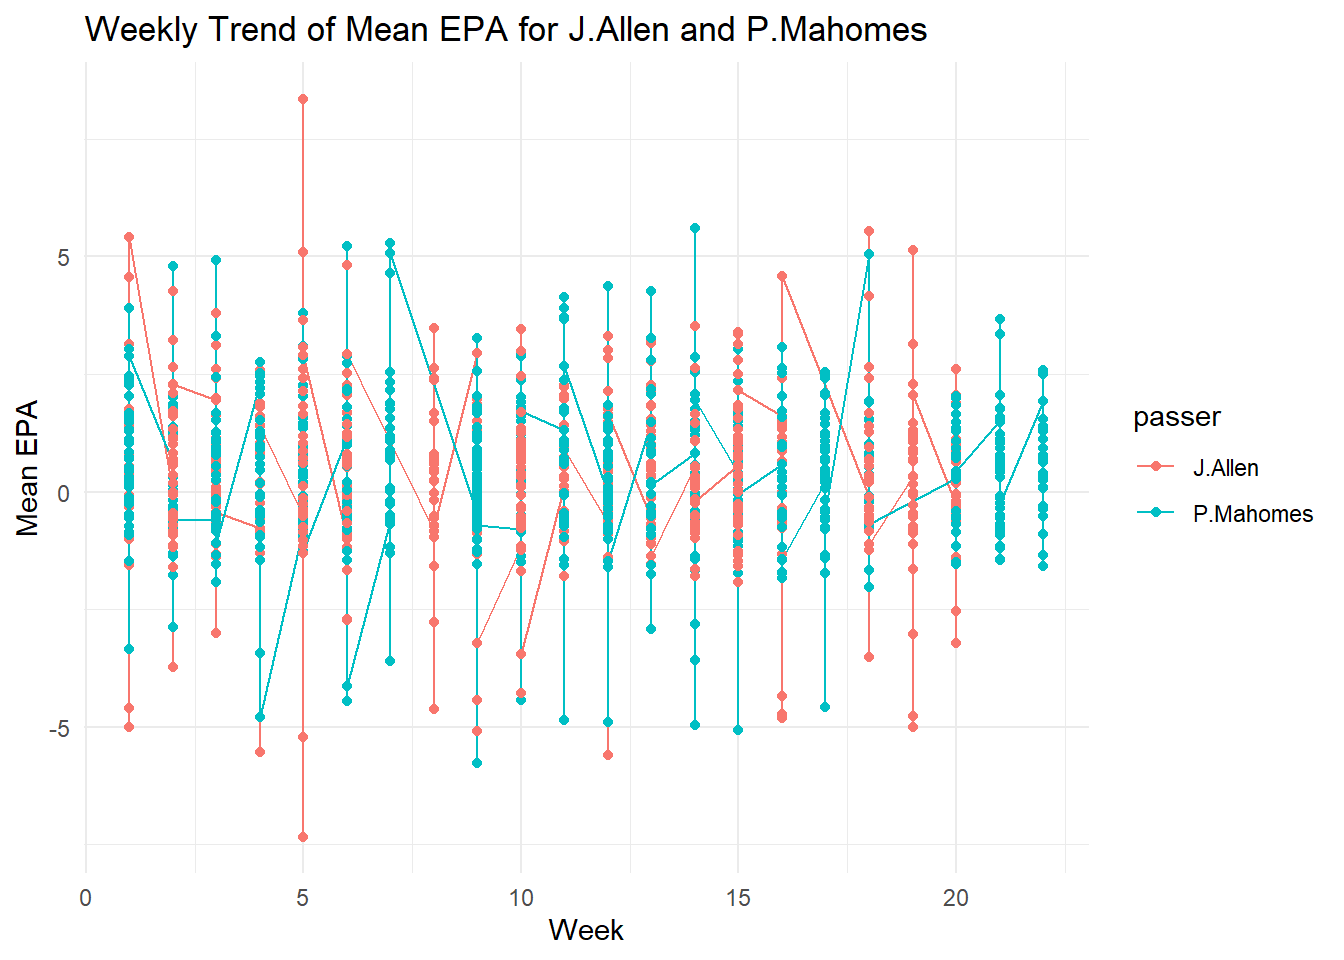 Weekly Trend of Mean EPA for J.Allen and P.Mahomes
Mean EPA
5
0
-5
0
5
10
15
20
Week
passer
J.Allen
P.Mahomes